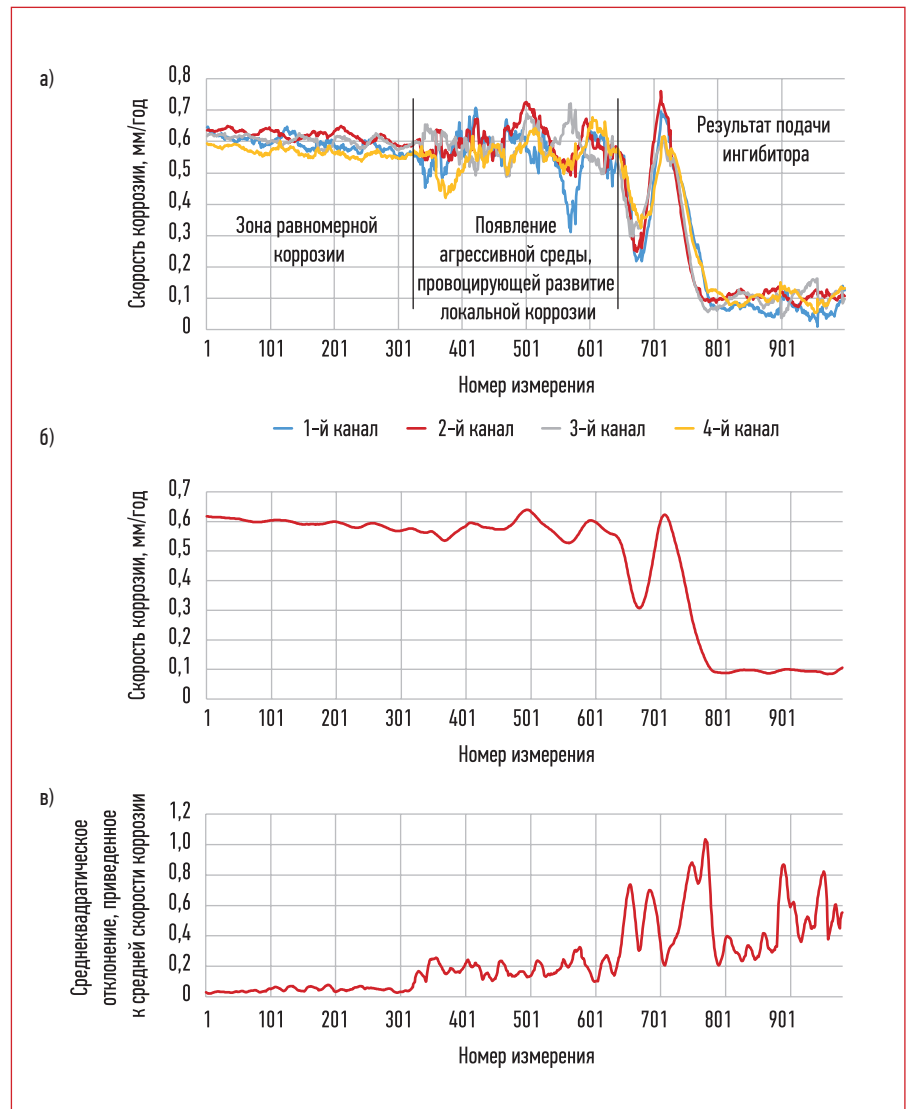 а)
Скорость коррозии, мм/год
0,8
0,7
0,6
0,5
0,4
0,3
0,2
0,1
0
Зона равномерной
коррозии
Появление
агрессивной среды,
провоцирующей развитие
локальной коррозии
Результат подачи
ингибитора
1 101 201 301 401 501 601 701 801 901
Номер измерения
1-й канал 2-й канал 3-й канал 4-й канал
б)
Скорость коррозии, мм/год
0,7
0,6
0,5
0,4
0,3
0,2
0,1
0
1 101 201 301 401 501 601 701 801 901
Номер измерения
в)
Среднеквадратическое
отклонение, приведенное
к средней скорости коррозии
1,2
1,0
0,8
0,6
0,4
0,2
0
1 101 201 301 401 501 601 701 801 901
Номер измерения